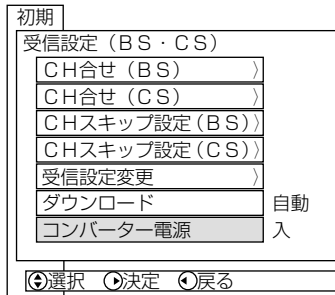 初期
受信設定（ＢＳ・ＣＳ）
ＣＨ合せ（ＢＳ） 〉
ＣＨ合せ（ＣＳ） 〉
ＣＨスキップ設定（ＢＳ）〉
ＣＨスキップ設定（ＣＳ）〉
受信設定変更 〉
ダウンロード 自動
コンバーター電源 入
選択 決定 戻る